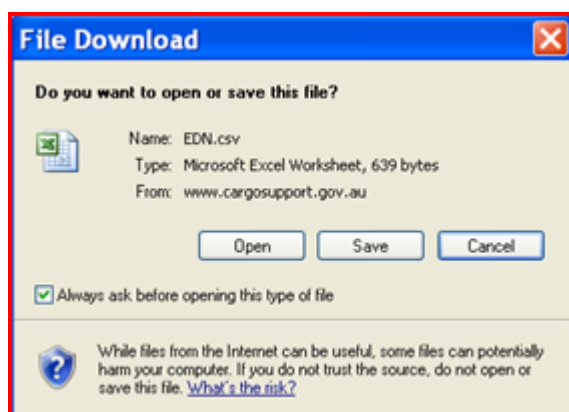 File Download
Do you want to open or save this file?
Name: EDN.csv
Type: Microsoft Excel Worksheet, 639 bytes
From: www.cargosupport.gov.au
Open Save Cancel
Always ask before opening this type of file
While files from the Internet can be useful, some files can potentially
harm your computer. If you do not trust the source, do not open or
save this file. What's the risk?